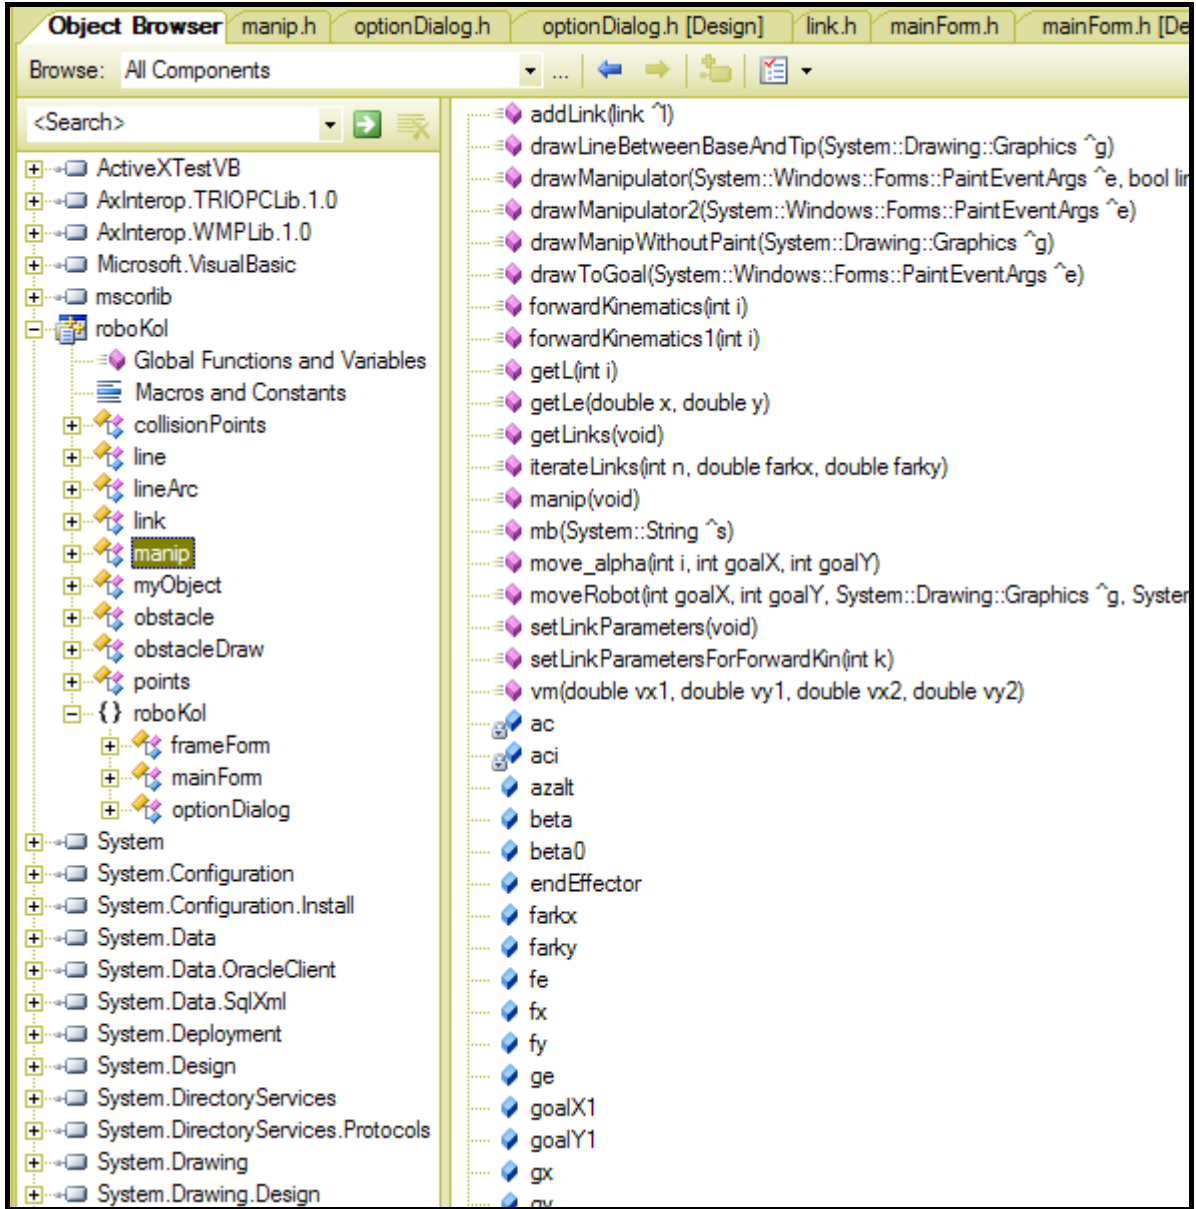 Object Browser manip.h optionDialog.h optionDialog.h [Design] link.h mainForm.h mainForm.h [De
Browse: All Components ...
<Search>
ActiveXTestVB
AxInterop.TRIOPCLib.1.0
AxInterop.WMPLib.1.0
Microsoft.VisualBasic
mscorlib
roboKol
Global Functions and Variables
Macros and Constants
collisionPoints
line
lineArc
link
manip
myObject
obstacle
obstacleDraw
points
{} roboKol
frameForm
mainForm
optionDialog
System
System.Configuration
System.Configuration.Install
System.Data
System.Data.OracleClient
System.Data.SqlXml
System.Deployment
System.Design
System.DirectoryServices
System.DirectoryServices.Protocols
System.Drawing
System.Drawing.Design
addLink(link ^l)
drawLineBetweenBaseAndTip(System::Drawing::Graphics ^g)
drawManipulator(System::Windows::Forms::PaintEventArgs ^e, bool lin
drawManipulator2(System::Windows::Forms::PaintEventArgs ^e)
drawManipWithoutPaint(System::Drawing::Graphics ^g)
drawToGoal(System::Windows::Forms::PaintEventArgs ^e)
forwardKinematics(int i)
forwardKinematics1(int i)
getL(int i)
getLe(double x, double y)
getLinks(void)
iterateLinks(int n, double farkx, double farky)
manip(void)
mb(System::String ^s)
move_alpha(int i, int goalX, int goalY)
moveRobot(int goalX, int goalY, System::Drawing::Graphics ^g, System
setLinkParameters(void)
setLinkParametersForForwardKin(int k)
vm(double vx1, double vy1, double vx2, double vy2)
ac
aci
azalt
beta
beta0
endEffector
farkx
farky
fe
fx
fy
ge
goalX1
goalY1
gx
gy